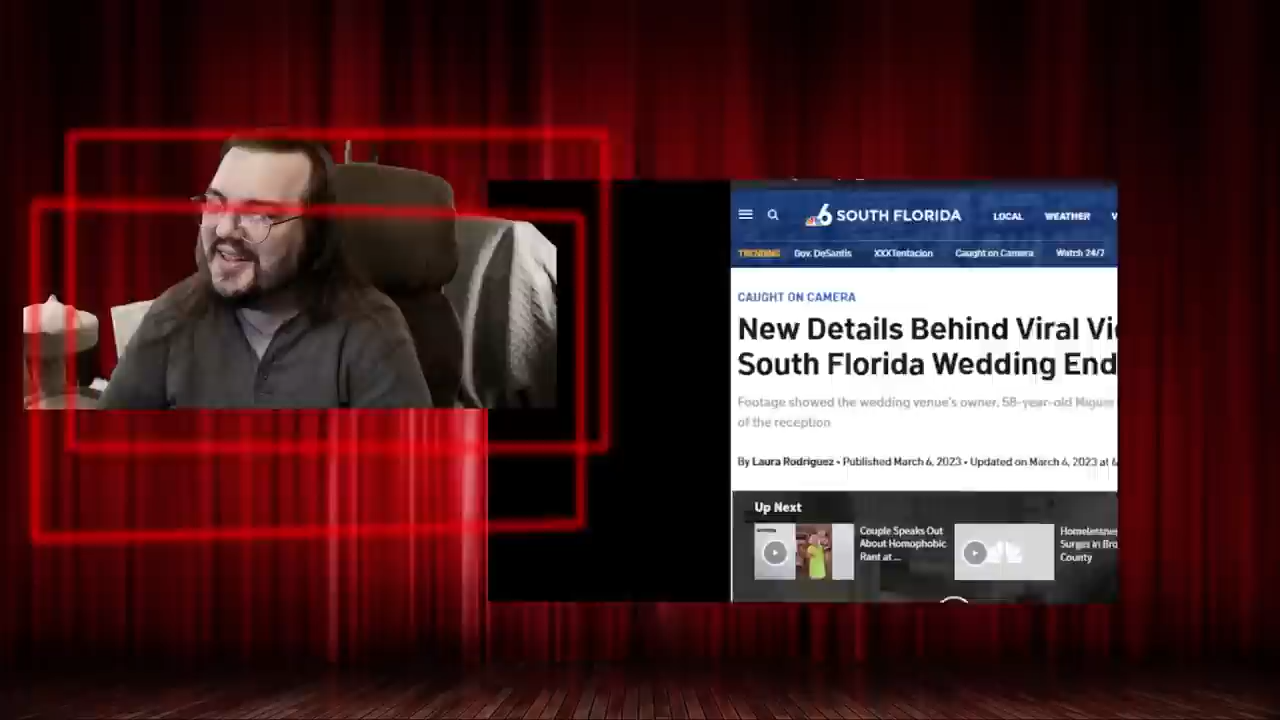 6 SOUTH FLORIDA LOCAL WEATHER
TRENDING Gov. DeSantis XXXTentacion Caught on Camera Watch 24/7
CAUGHT ON CAMERA
New Details Behind Viral Vi
South Florida Wedding End
Footage showed the wedding venue's owner, 58-year-old Miguel
of the reception
By Laura Rodriguez • Published March 6, 2023 • Updated on March 6, 2023 at
Up Next
Couple Speaks Out
About Homophobic
Rant at...
Homelessness
Surges in Bro
County